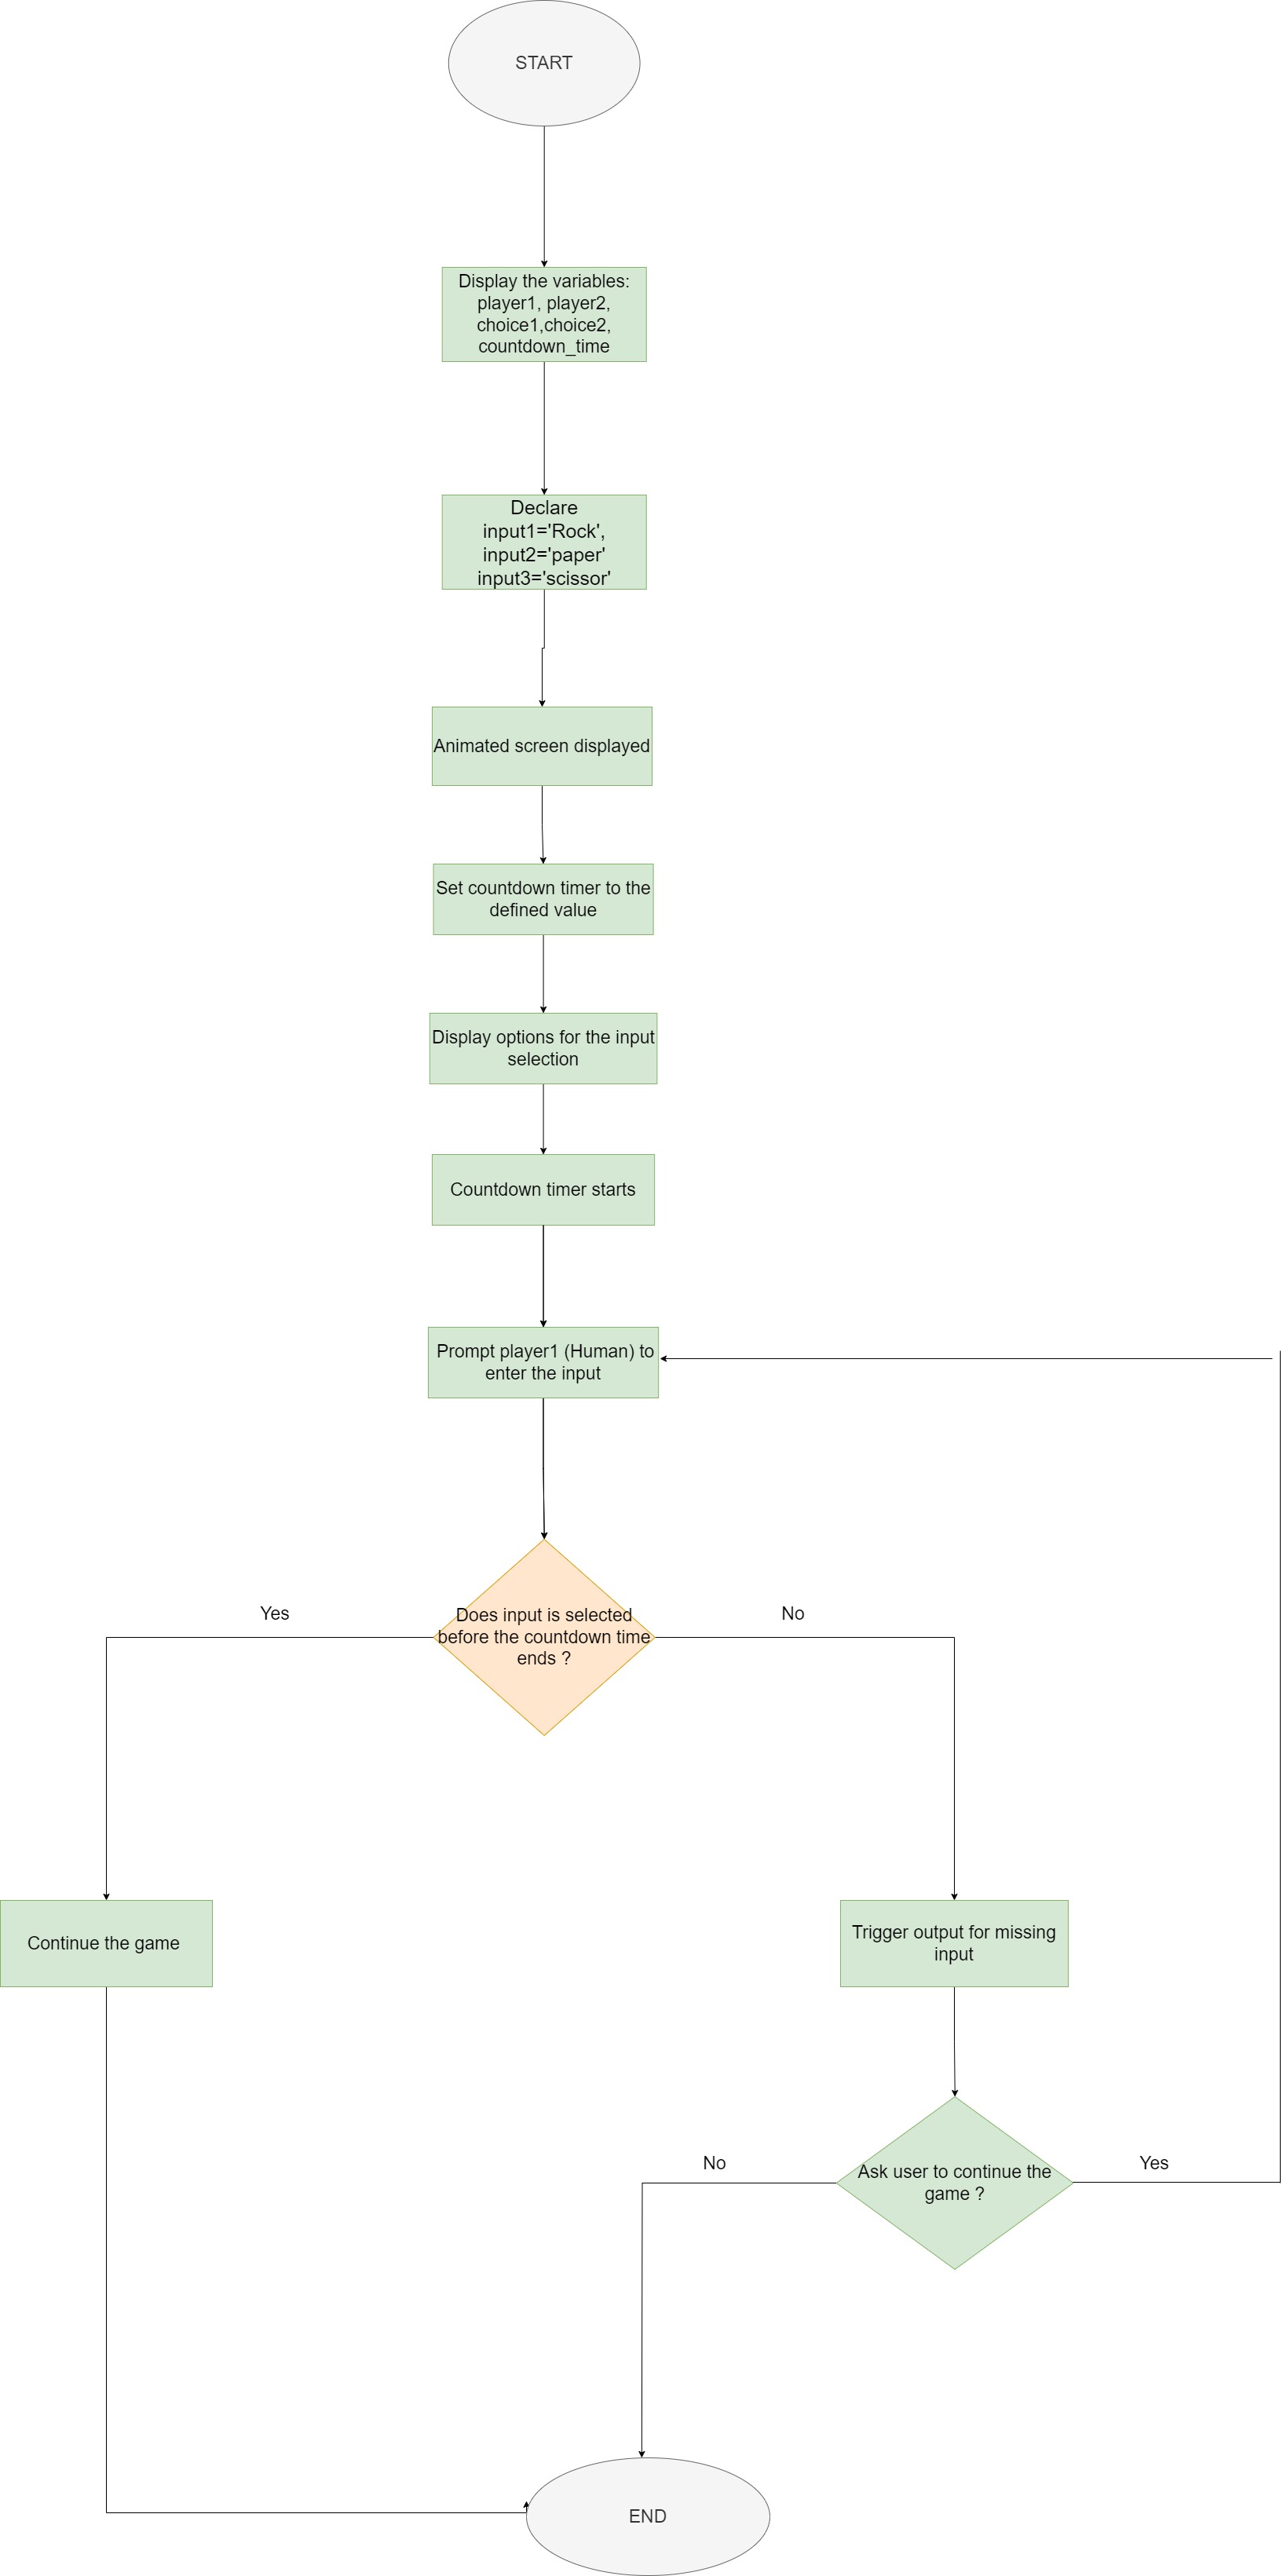 START
Display the variables:
player1, player2,
choice1,choice2,
countdown_time
Declare
input1='Rock',
input2='paper'
input3='scissor'
Animated screen displayed
Set countdown timer to the
defined value
Display options for the input
selection
Countdown timer starts
Prompt player1 (Human) to
enter the input
Does input is selected
before the countdown time
ends ?
Yes
No
Continue the game
Trigger output for missing
input
Ask user to continue the
game ?
No
Yes
END